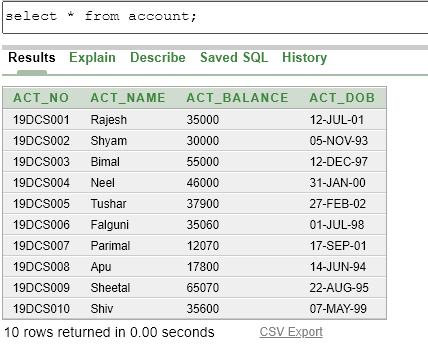 select * from account;
Results Explain Describe Saved SQL History
ACT_NO ACT_NAME ACT_BALANCE ACT_DOB
19DCS001 Rajesh 35000 12-JUL-01
19DCS002 Shyam 30000 05-NOV-93
19DCS003 Bimal 55000 12-DEC-97
19DCS004 Neel 46000 31-JAN-00
19DCS005 Tushar 37900 27-FEB-02
19DCS006 Falguni 35060 01-JUL-98
19DCS007 Parimal 12070 17-SEP-01
19DCS008 Apu 17800 14-JUN-94
19DCS009 Sheetal 65070 22-AUG-95
19DCS010 Shiv 35600 07-MAY-99
10 rows returned in 0.00 seconds CSV Export